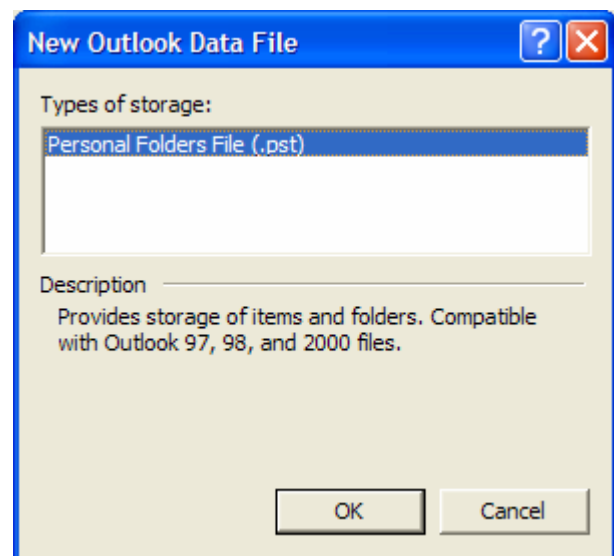 New Outlook Data File
Types of storage:
Personal Folders File (.pst)
Description
Provides storage of items and folders. Compatible
with Outlook 97, 98, and 2000 files.
OK Cancel